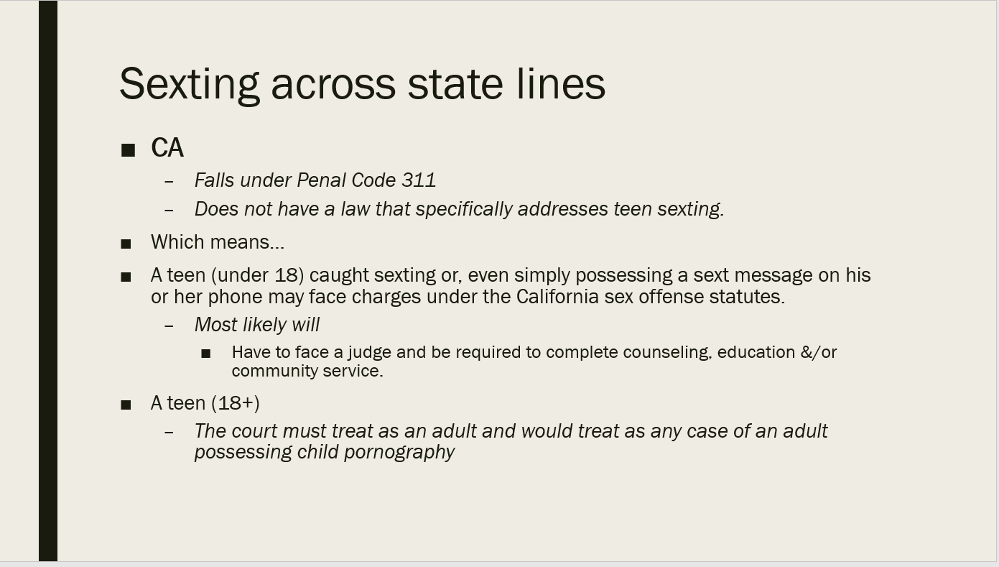 Sexting across state lines
■ CA
– Falls under Penal Code 311
– Does not have a law that specifically addresses teen sexting.
■ Which means...
■ A teen (under 18) caught sexting or, even simply possessing a sext message on his
or her phone may face charges under the California sex offense statutes.
– Most likely will
■ Have to face a judge and be required to complete counseling, education &/or
community service.
■ A teen (18+)
– The court must treat as an adult and would treat as any case of an adult
possessing child pornography